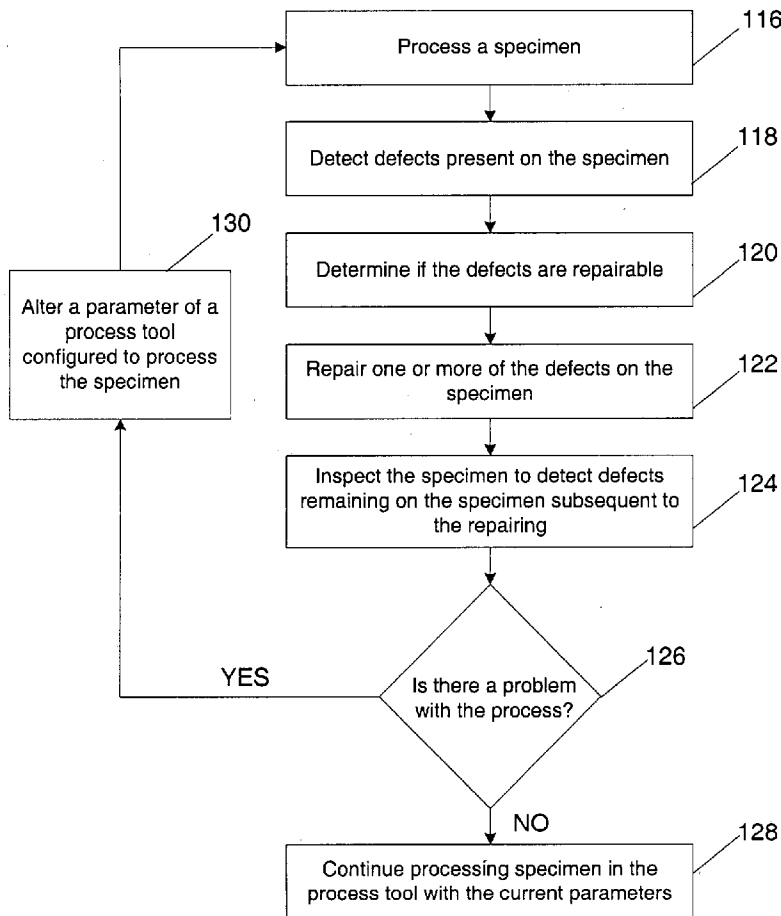 Process a specimen
116
Detect defects present on the specimen
118
Determine if the defects are repairable
120
130
Alter a parameter of a
process tool
configured to process
the specimen
Repair one or more of the defects on the
specimen
122
Inspect the specimen to detect defects
remaining on the specimen subsequent to
the repairing
124
YES
Is there a problem
with the process?
126
NO
Continue processing specimen in the
process tool with the current parameters
128